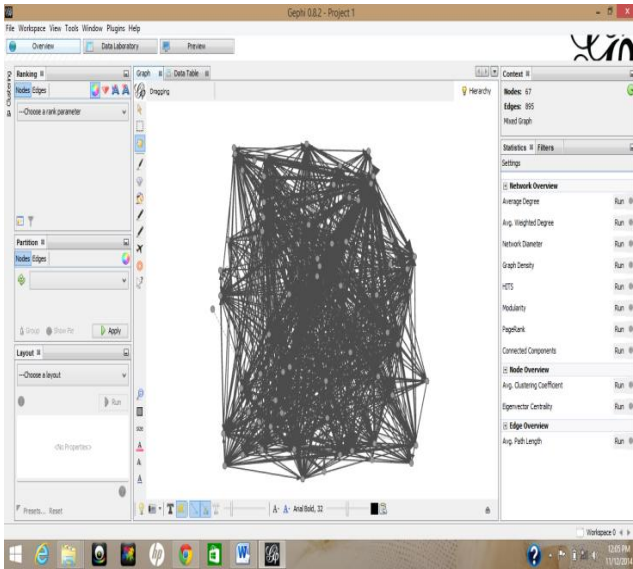 Gephi 0.8.2 - Project 1
File Workspace View Tools Window Plugins Help
Overview Data Laboratory Preview
Clustering
Ranking
Nodes Edges
---Choose a rank parameter
Partition
Nodes Edges
Group Show Pie Apply
Layout
---Choose a layout
Run
<No Properties>
Presets... Reset
Graph Data Table
Dragging
Hierarchy
Arial Bold, 32
Context
Nodes: 67
Edges: 895
Mixed Graph
Statistics Filters
Settings
Network Overview
Average Degree Run
Avg. Weighted Degree Run
Network Diameter Run
Graph Density Run
HITS Run
Modularity Run
PageRank Run
Connected Components Run
Node Overview
Avg. Clustering Coefficient Run
Eigenvector Centrality Run
Edge Overview
Avg. Path Length Run
Workspace 0
12:05 PM
11/12/2014